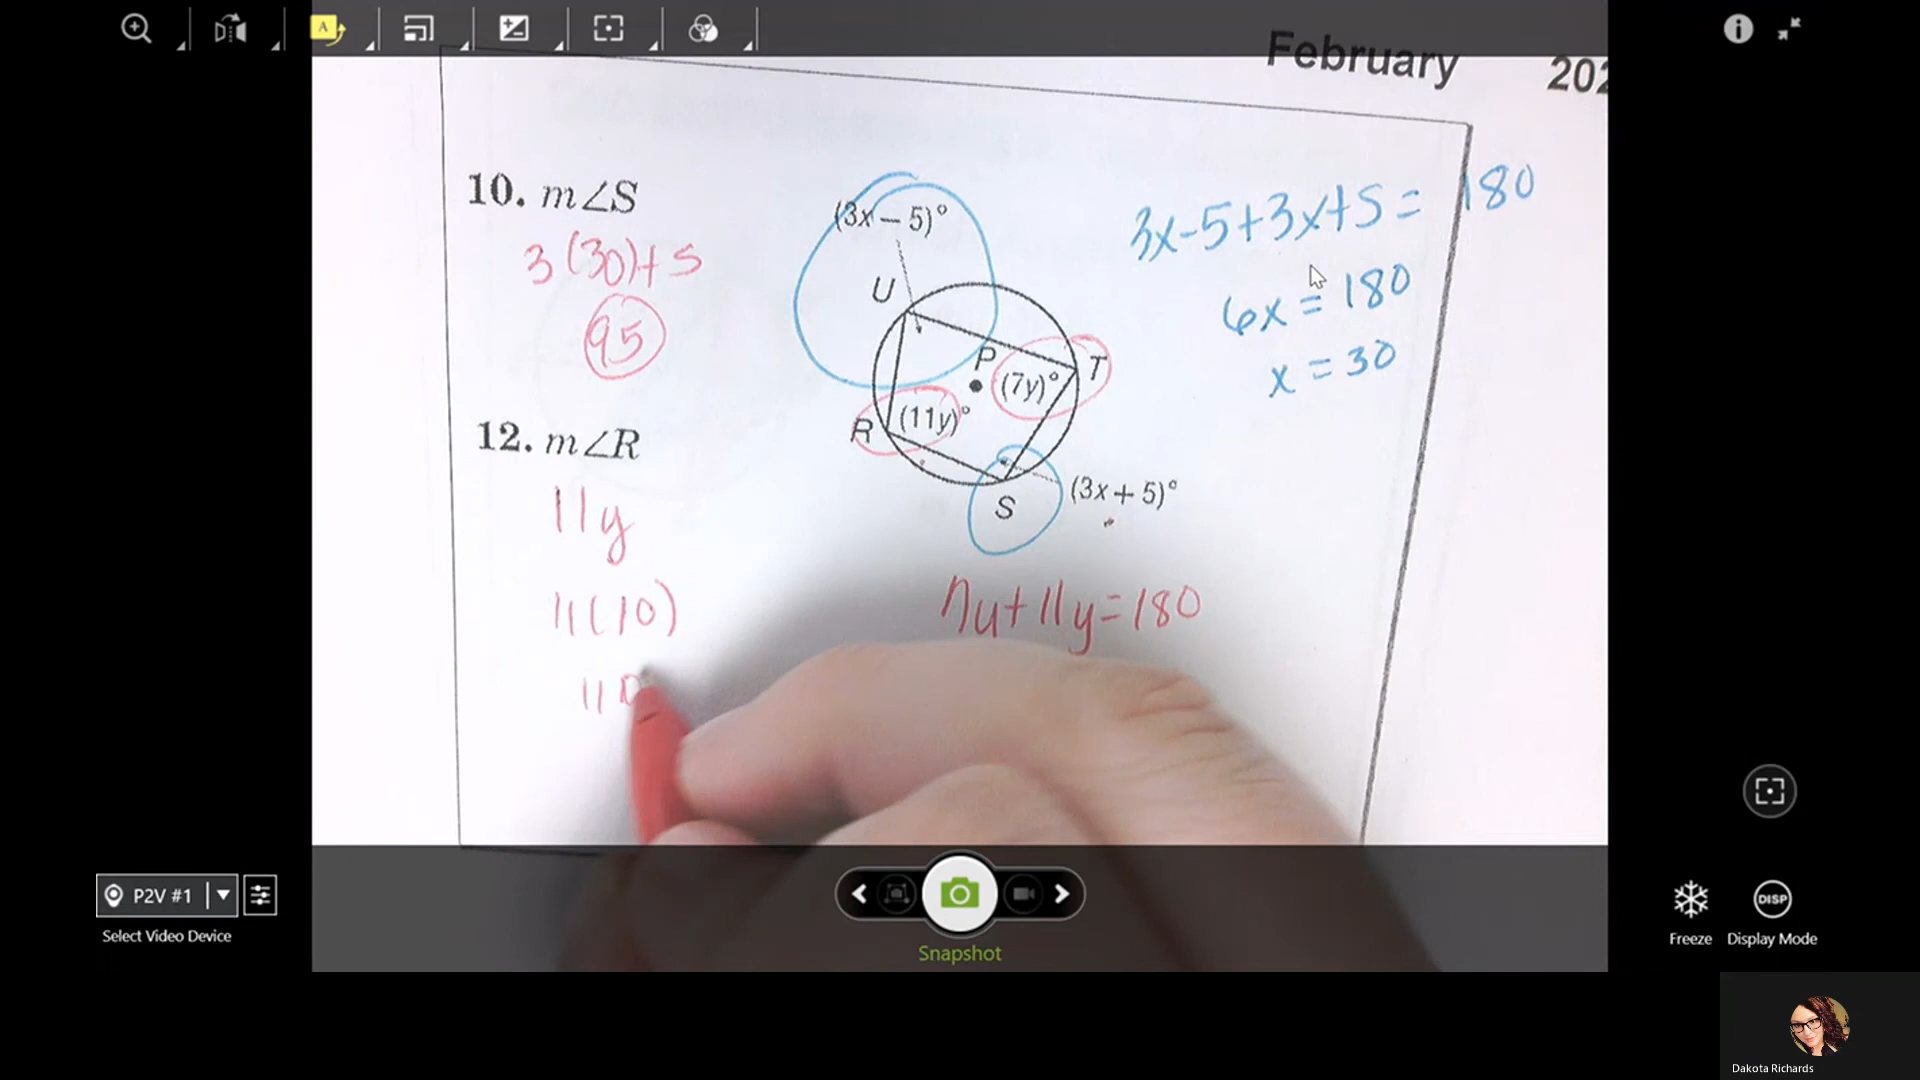 February 202
10. m∠S
3(30)+5
95
(3x – 5)°
U
P
T
(7y)°
(11y)°
R
S
(3x + 5)°
3x-5+3x+5= 180
6x = 180
x = 30
12. m∠R
11y
11(10)
110
7y+11y=180
P2V #1
Select Video Device
Snapshot
Freeze
DISP
Display Mode
A
Dakota Richards